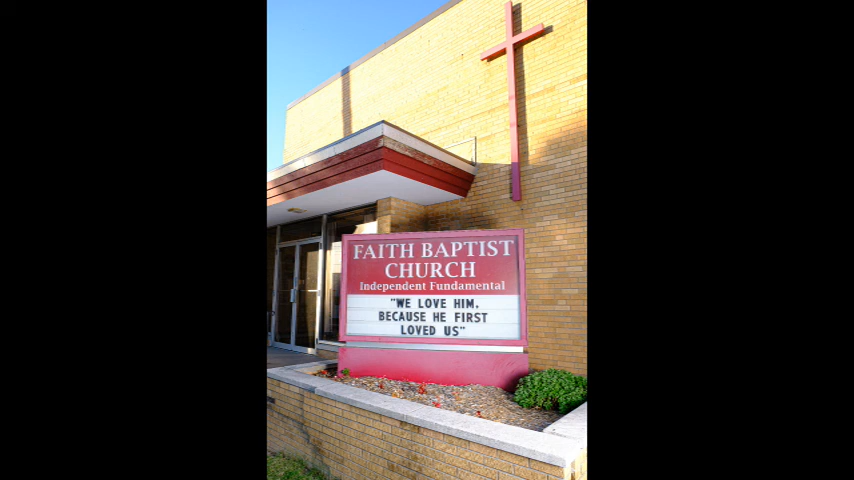 FAITH BAPTIST
CHURCH
Independent Fundamental
"WE LOVE HIM.
BECAUSE HE FIRST
LOVED US"